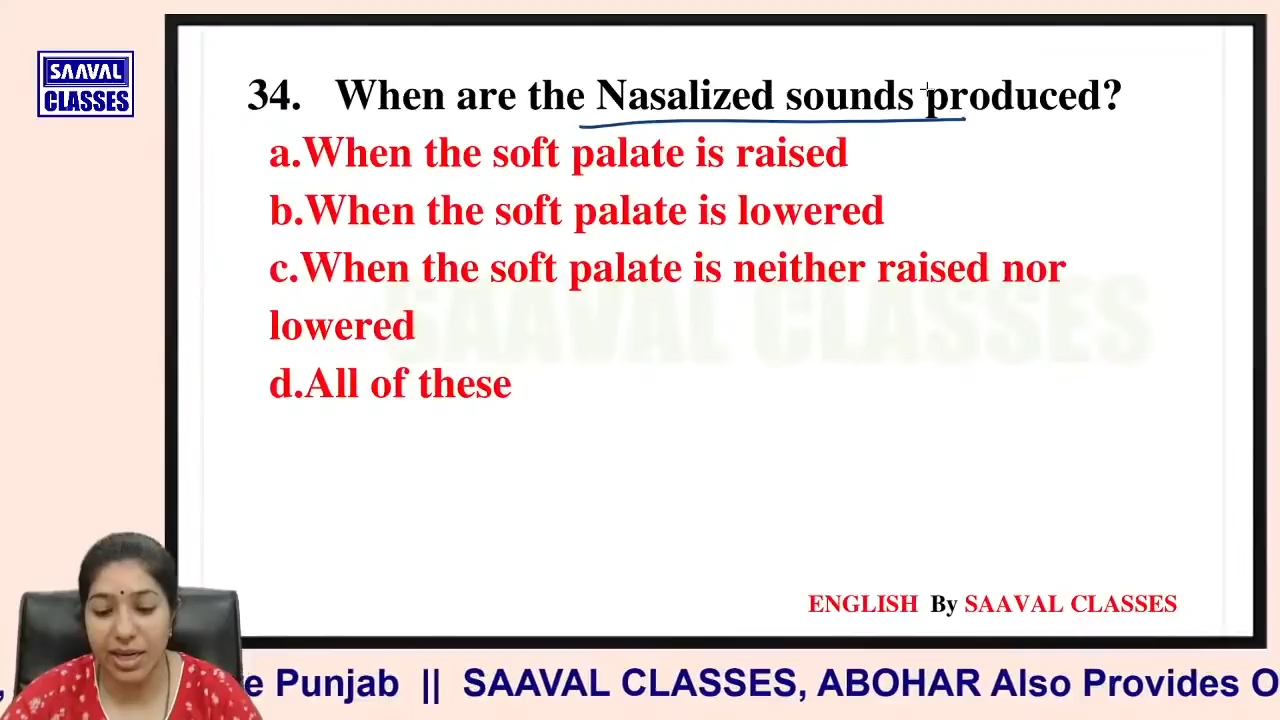 SAAVAL
CLASSES
34. When are the Nasalized sounds produced?
a.When the soft palate is raised
b.When the soft palate is lowered
c.When the soft palate is neither raised nor
lowered
d.All of these
SAAVAL CLASSES
ENGLISH By SAAVAL CLASSES
e Punjab || SAAVAL CLASSES, ABOHAR Also Provides O